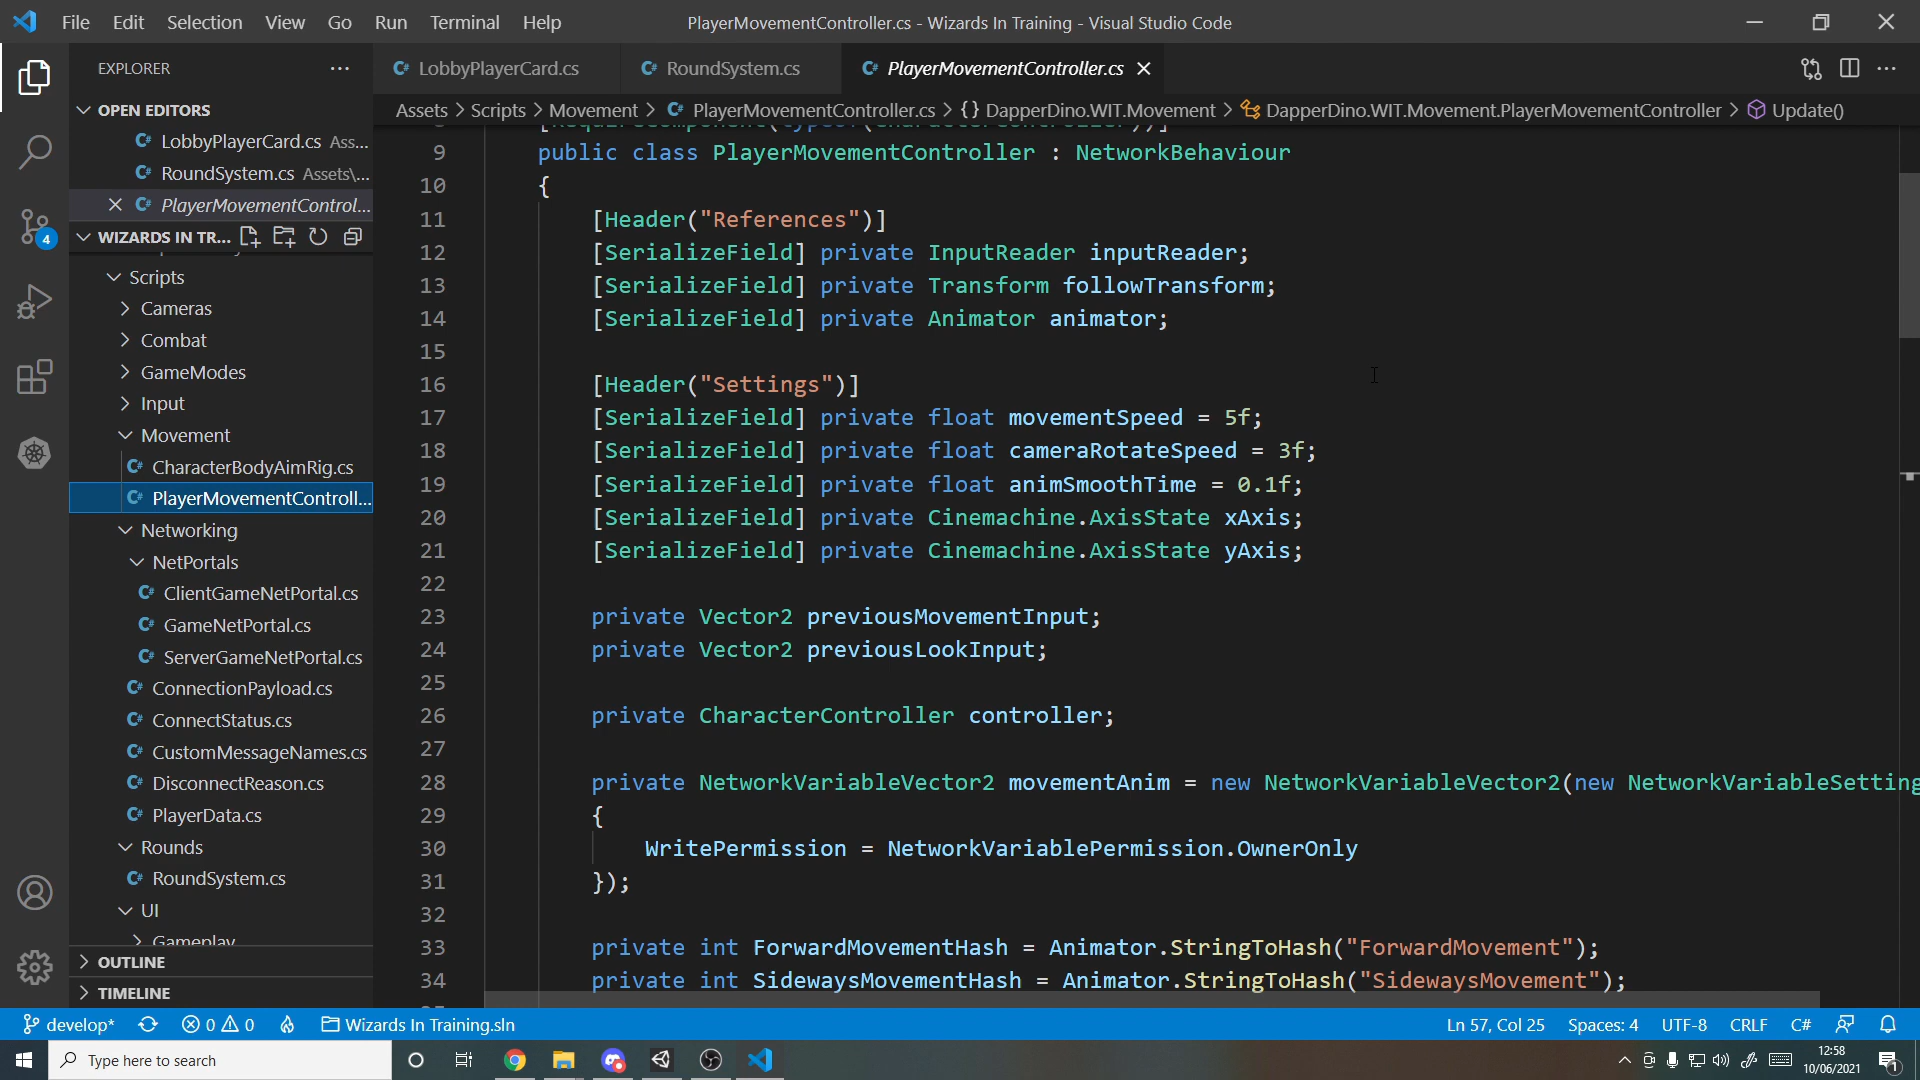 File Edit Selection View Go Run Terminal Help
PlayerMovementController.cs - Wizards In Training - Visual Studio Code
EXPLORER
OPEN EDITORS
LobbyPlayerCard.cs Ass...
RoundSystem.cs Assets\...
PlayerMovementControl...
WIZARDS IN TR...
Scripts
Cameras
Combat
GameModes
Input
Movement
CharacterBodyAimRig.cs
PlayerMovementControll...
Networking
NetPortals
ClientGameNetPortal.cs
GameNetPortal.cs
ServerGameNetPortal.cs
ConnectionPayload.cs
ConnectStatus.cs
CustomMessageNames.cs
DisconnectReason.cs
PlayerData.cs
Rounds
RoundSystem.cs
UI
Gameplay
OUTLINE
TIMELINE
4
LobbyPlayerCard.cs RoundSystem.cs PlayerMovementController.cs
Assets > Scripts > Movement > PlayerMovementController.cs > {} DapperDino.WIT.Movement > DapperDino.WIT.Movement.PlayerMovementController > Update()
9 public class PlayerMovementController : NetworkBehaviour
10 {
11 [Header("References")]
12 [SerializeField] private InputReader inputReader;
13 [SerializeField] private Transform followTransform;
14 [SerializeField] private Animator animator;
15
16 [Header("Settings")]
17 [SerializeField] private float movementSpeed = 5f;
18 [SerializeField] private float cameraRotateSpeed = 3f;
19 [SerializeField] private float animSmoothTime = 0.1f;
20 [SerializeField] private Cinemachine.AxisState xAxis;
21 [SerializeField] private Cinemachine.AxisState yAxis;
22
23 private Vector2 previousMovementInput;
24 private Vector2 previousLookInput;
25
26 private CharacterController controller;
27
28 private NetworkVariableVector2 movementAnim = new NetworkVariableVector2(new NetworkVariableSetting
29 {
30 WritePermission = NetworkVariablePermission.OwnerOnly
31 });
32
33 private int ForwardMovementHash = Animator.StringToHash("ForwardMovement");
34 private int SidewaysMovementHash = Animator.StringToHash("SidewaysMovement");
develop* 0 0 Wizards In Training.sln
Ln 57, Col 25 Spaces: 4 UTF-8 CRLF C#
Type here to search
12:58
10/06/2021
1